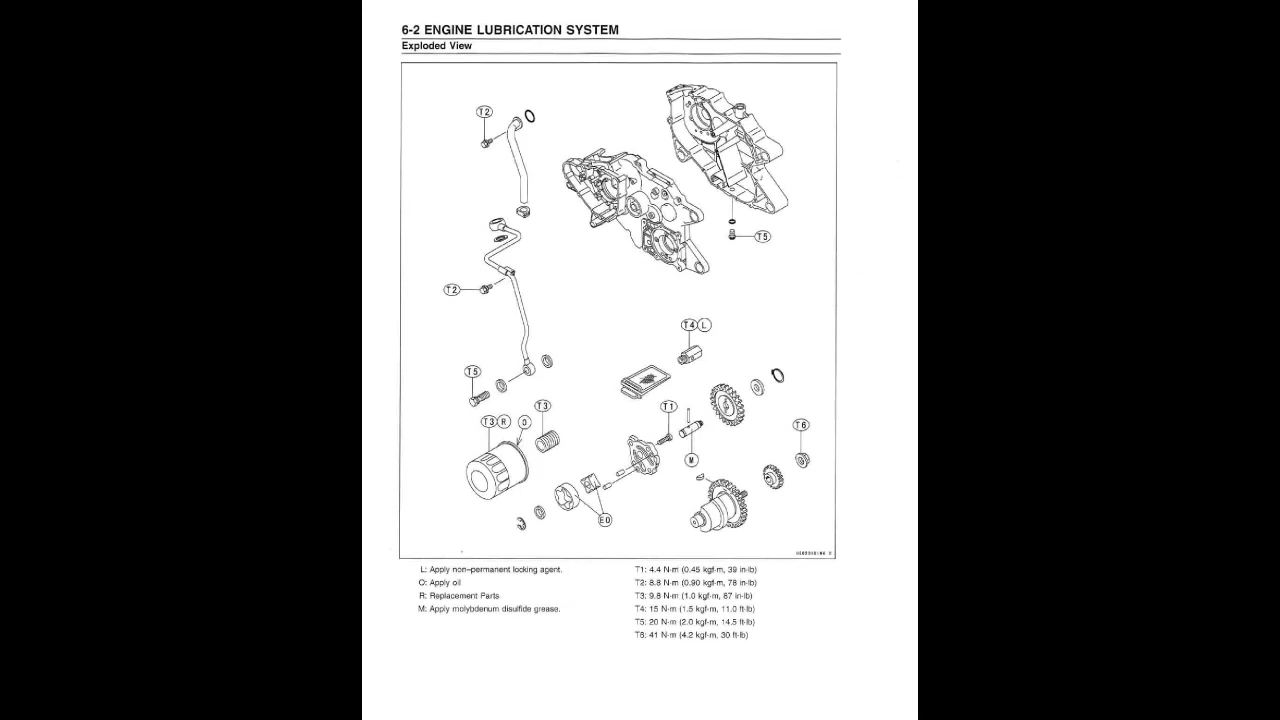 6-2 ENGINE LUBRICATION SYSTEM
Exploded View
T2
T5
T2
T4 L
T5
T3
T1
T3 R O
T6
M
EO
L: Apply non-permanent locking agent.
O: Apply oil
R: Replacement Parts
M: Apply molybdenum disulfide grease.
T1: 4.4 N·m (0.45 kgf·m, 39 in·lb)
T2: 8.8 N·m (0.90 kgf·m, 78 in·lb)
T3: 9.8 N·m (1.0 kgf·m, 87 in·lb)
T4: 15 N·m (1.5 kgf·m, 11.0 ft·lb)
T5: 20 N·m (2.0 kgf·m, 14.5 ft·lb)
T6: 41 N·m (4.2 kgf·m, 30 ft·lb)